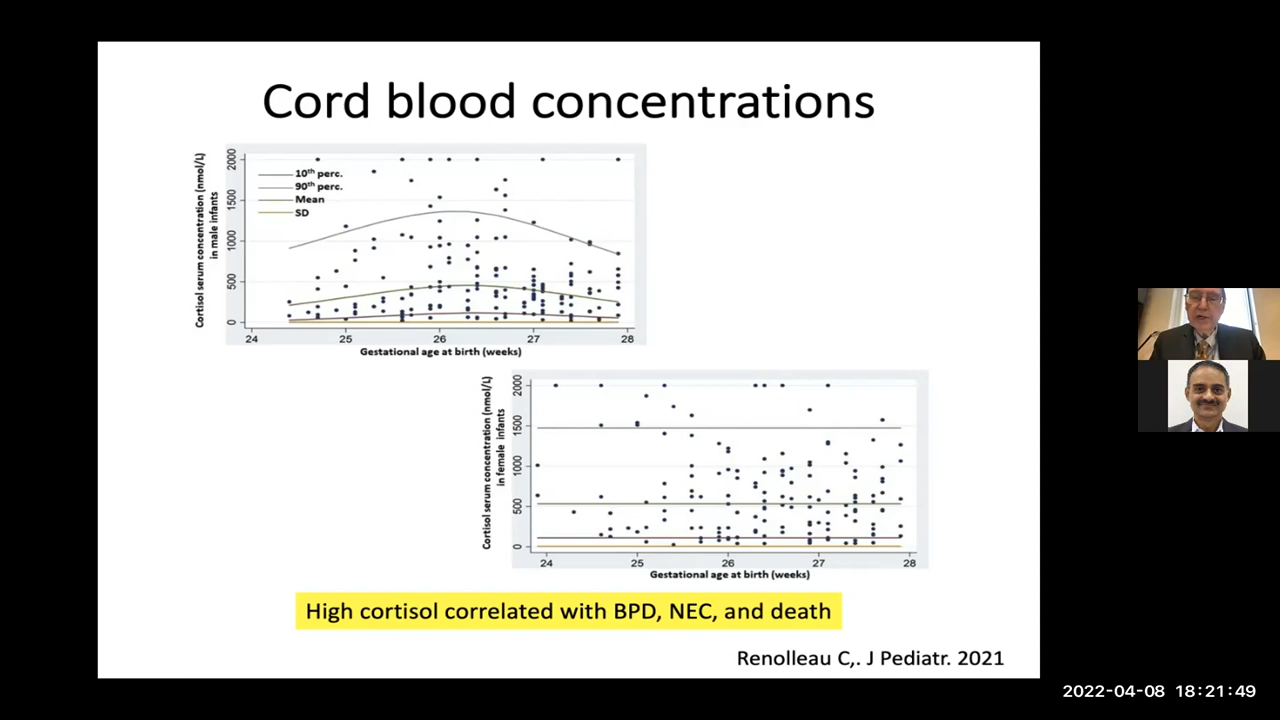 Cord blood concentrations
Cortisol serum concentration (nmol/L)
in male infants
2000
1500
1000
500
0
10th perc.
90th perc.
Mean
SD
24 25 26 27 28
Gestational age at birth (weeks)
Cortisol serum concentration (nmol/L)
in female infants
2000
1500
1000
500
0
24 25 26 27 28
Gestational age at birth (weeks)
High cortisol correlated with BPD, NEC, and death
Renolleau C,. J Pediatr. 2021
2022-04-08 18:21:49